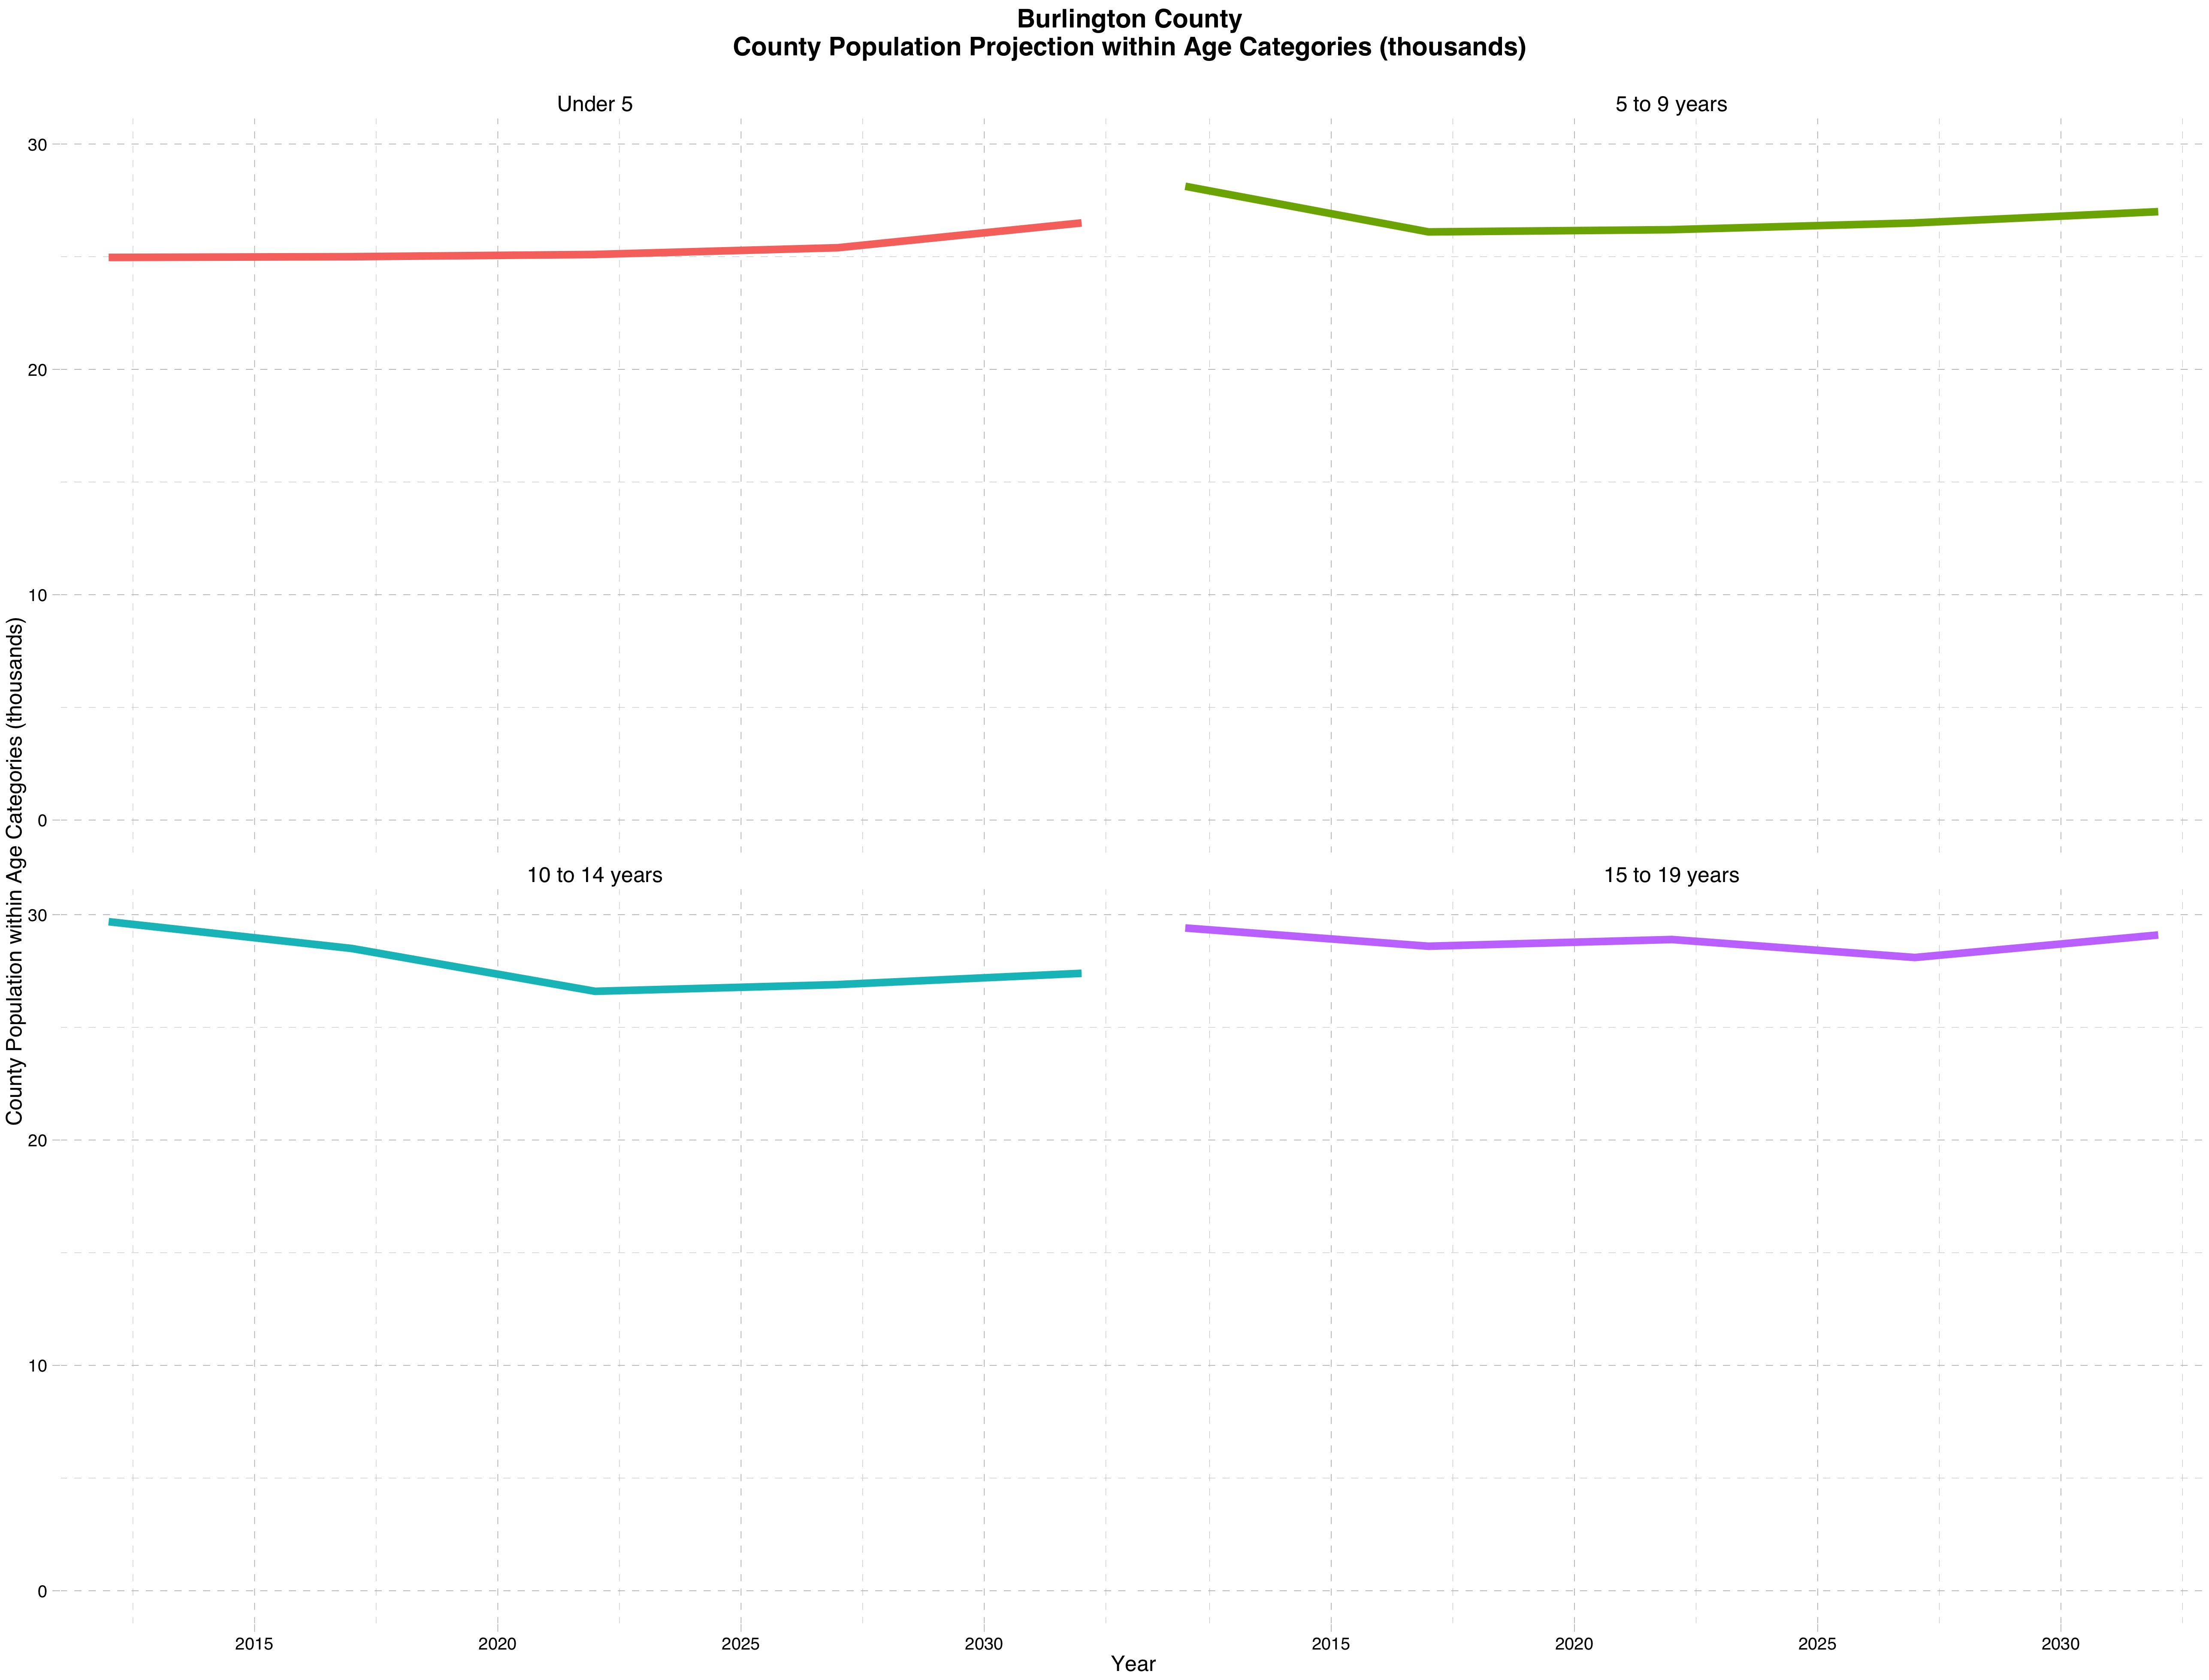 Burlington County
County Population Projection within Age Categories (thousands)
Under 5
5 to 9 years
30
20
10
0
County Population within Age Categories (thousands)
10 to 14 years
15 to 19 years
30
20
10
0
2015
2020
2025
2030
2015
2020
2025
2030
Year